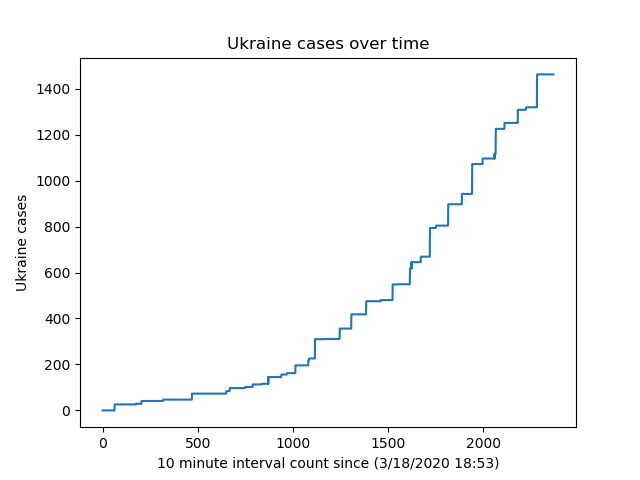 Ukraine cases over time
1400
1200
1000
800
600
400
200
0
Ukraine cases
0 500 1000 1500 2000
10 minute interval count since (3/18/2020 18:53)